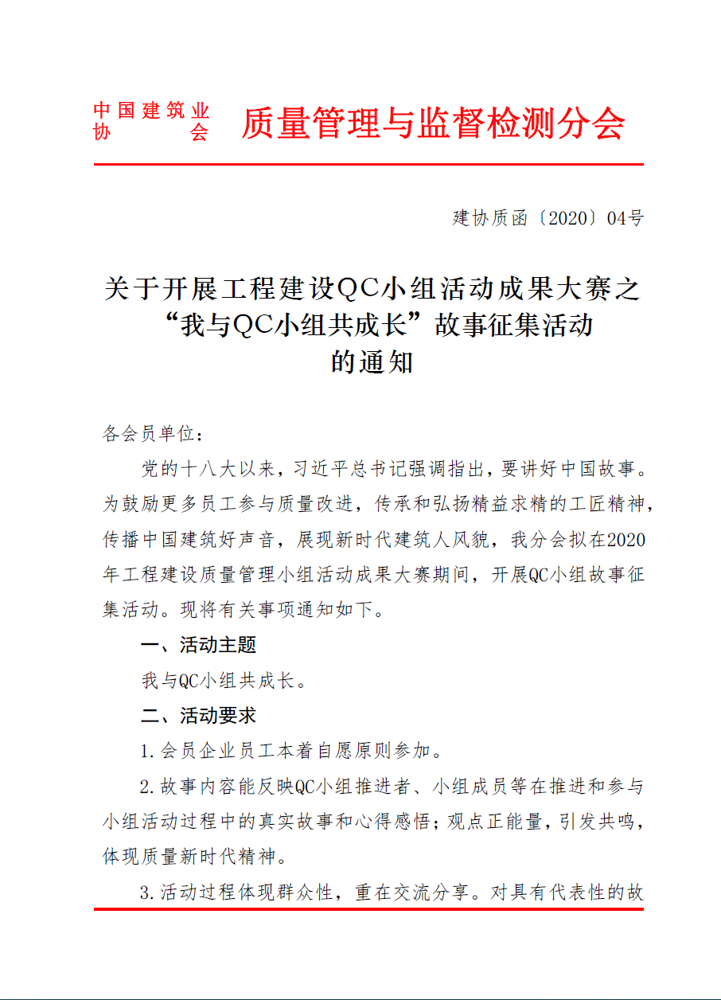 中国建筑业
协会
质量管理与监督检测分会
建协质函〔2020〕04号
关于开展工程建设QC小组活动成果大赛之
“我与QC小组共成长”故事征集活动
的通知
各会员单位：
党的十八大以来，习近平总书记强调指出，要讲好中国故事。
为鼓励更多员工参与质量改进，传承和弘扬精益求精的工匠精神，
传播中国建筑好声音，展现新时代建筑人风貌，我分会拟在2020
年工程建设质量管理小组活动成果大赛期间，开展QC小组故事征
集活动。现将有关事项通知如下。
一、活动主题
我与QC小组共成长。
二、活动要求
1.会员企业员工本着自愿原则参加。
2.故事内容能反映QC小组推进者、小组成员等在推进和参与
小组活动过程中的真实故事和心得感悟；观点正能量，引发共鸣，
体现质量新时代精神。
3.活动过程体现群众性，重在交流分享。对具有代表性的故